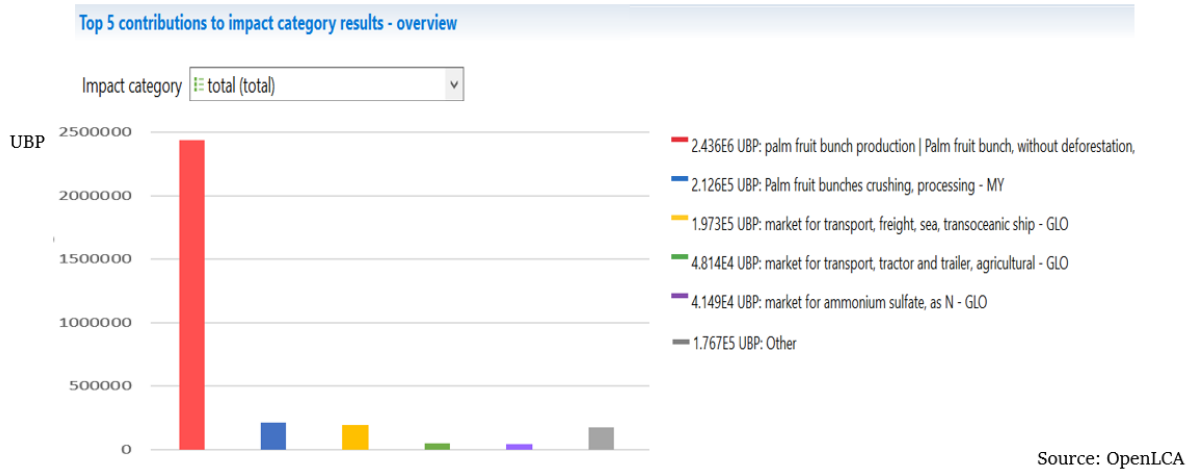 Top 5 contributions to impact category results - overview
Impact category total (total)
UBP
2500000
2000000
1500000
1000000
500000
0
2.436E6 UBP: palm fruit bunch production | Palm fruit bunch, without deforestation,
2.126E5 UBP: Palm fruit bunches crushing, processing - MY
1.973E5 UBP: market for transport, freight, sea, transoceanic ship - GLO
4.814E4 UBP: market for transport, tractor and trailer, agricultural - GLO
4.149E4 UBP: market for ammonium sulfate, as N - GLO
1.767E5 UBP: Other
Source: OpenLCA